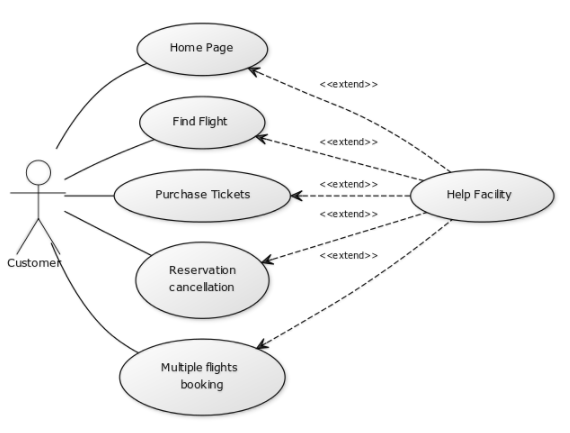 Home Page
<<extend>>
Find Flight
<<extend>>
<<extend>>
Purchase Tickets
Help Facility
<<extend>>
Customer
Reservation
cancellation
<<extend>>
Multiple flights
booking